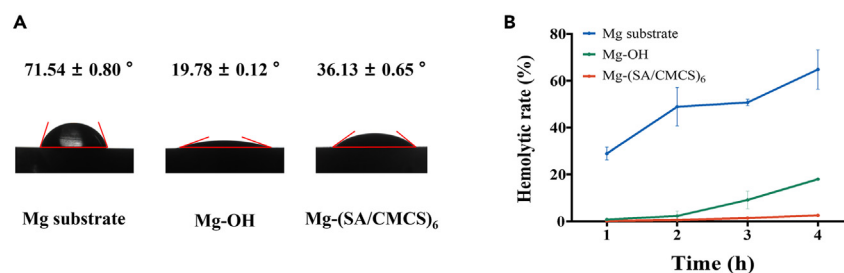 A
71.54 ± 0.80 °
19.78 ± 0.12 °
36.13 ± 0.65 °
Mg substrate
Mg-OH
Mg-(SA/CMCS)₆
B
Hemolytic rate (%)
80
60
40
20
0
Mg substrate
Mg-OH
Mg-(SA/CMCS)₆
1
2
3
4
Time (h)